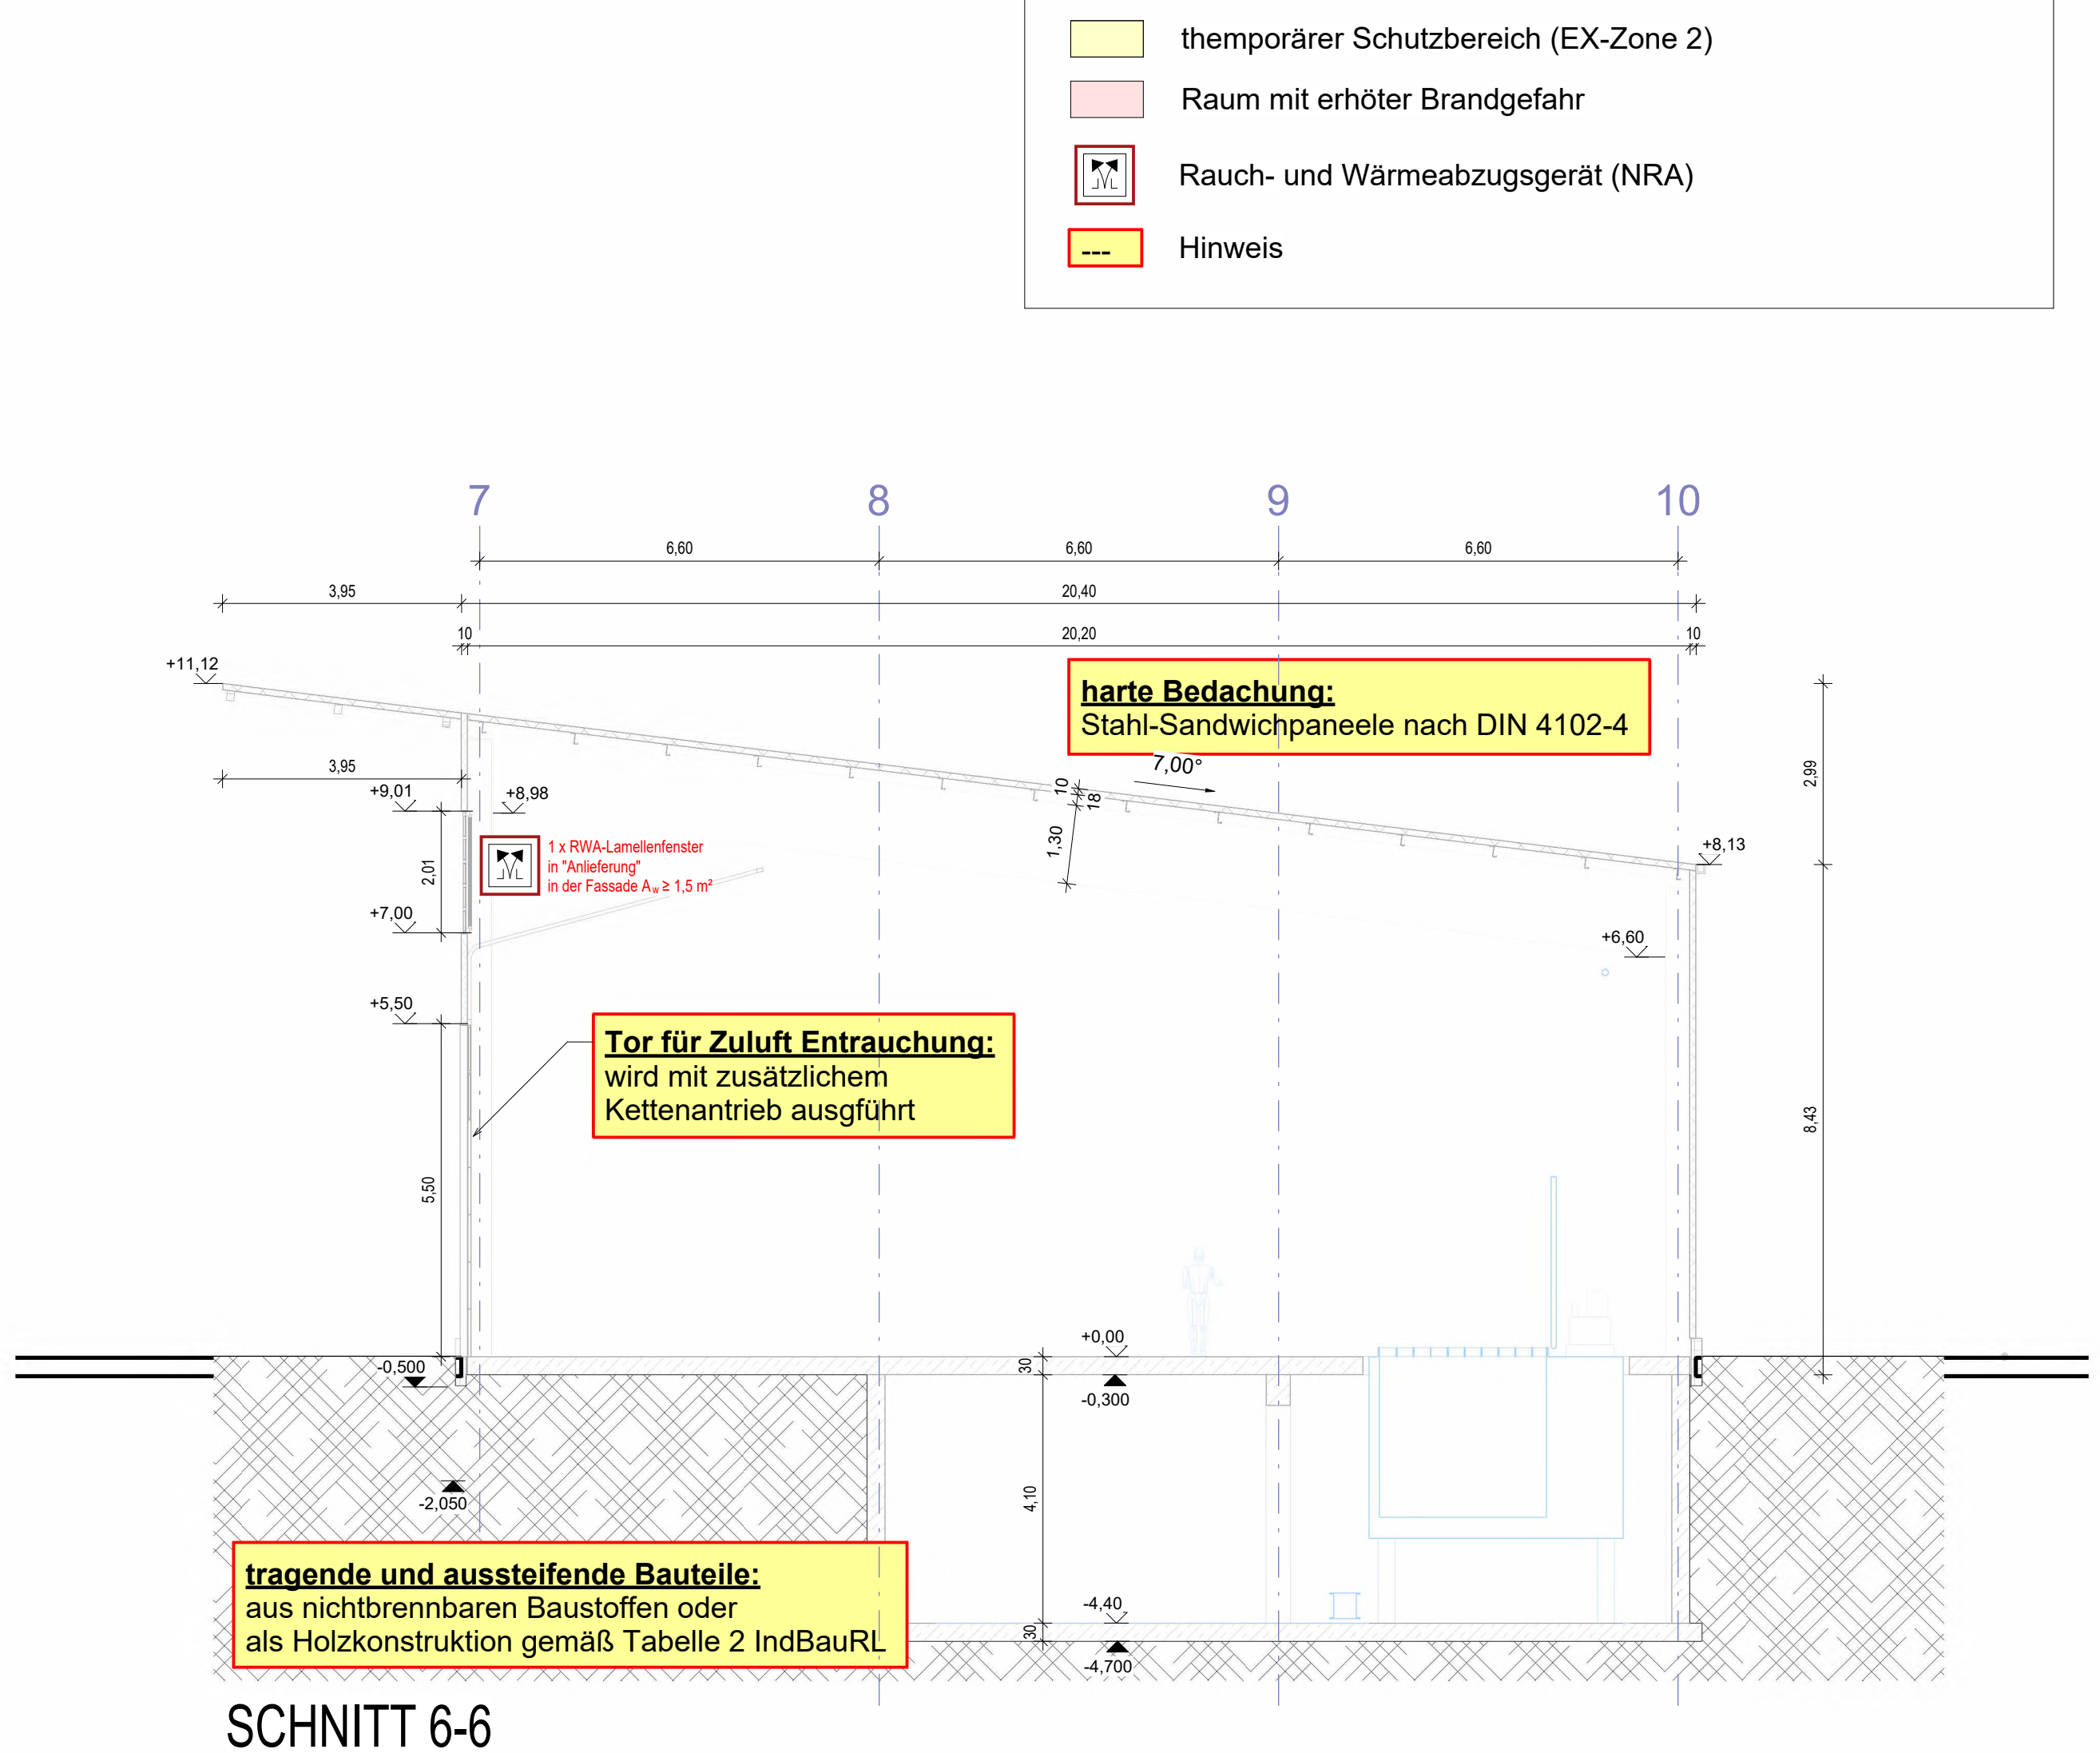 themporärer Schutzbereich (EX-Zone 2)
Raum mit erhöter Brandgefahr
Rauch- und Wärmeabzugsgerät (NRA)
--- Hinweis
7 8 9 10
6,60 6,60 6,60
3,95 20,40
10 20,20 10
+11,12
harte Bedachung:
Stahl-Sandwichpaneele nach DIN 4102-4
7,00°
3,95
2,99
10
18
1,30
+9,01
+8,98
2,01
1 x RWA-Lamellenfenster
in "Anlieferung"
in der Fassade Aw ≥ 1,5 m²
+8,13
+7,00
+6,60
+5,50
Tor für Zuluft Entrauchung:
wird mit zusätzlichem
Kettenantrieb ausgführt
5,50
8,43
+0,00
30
-0,500
-0,300
-2,050
4,10
tragende und aussteifende Bauteile:
aus nichtbrennbaren Baustoffen oder
als Holzkonstruktion gemäß Tabelle 2 IndBauRL
-4,40
30
-4,700
SCHNITT 6-6